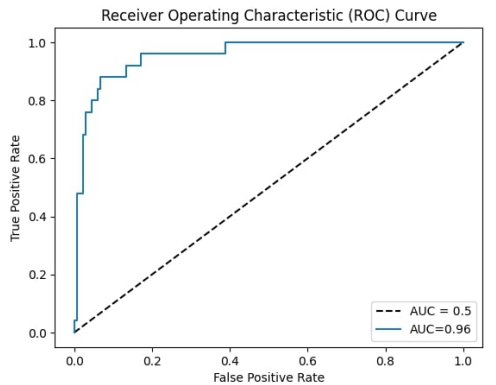 Receiver Operating Characteristic (ROC) Curve
True Positive Rate
1.0
0.8
0.6
0.4
0.2
0.0
AUC = 0.5
AUC=0.96
0.0 0.2 0.4 0.6 0.8 1.0
False Positive Rate